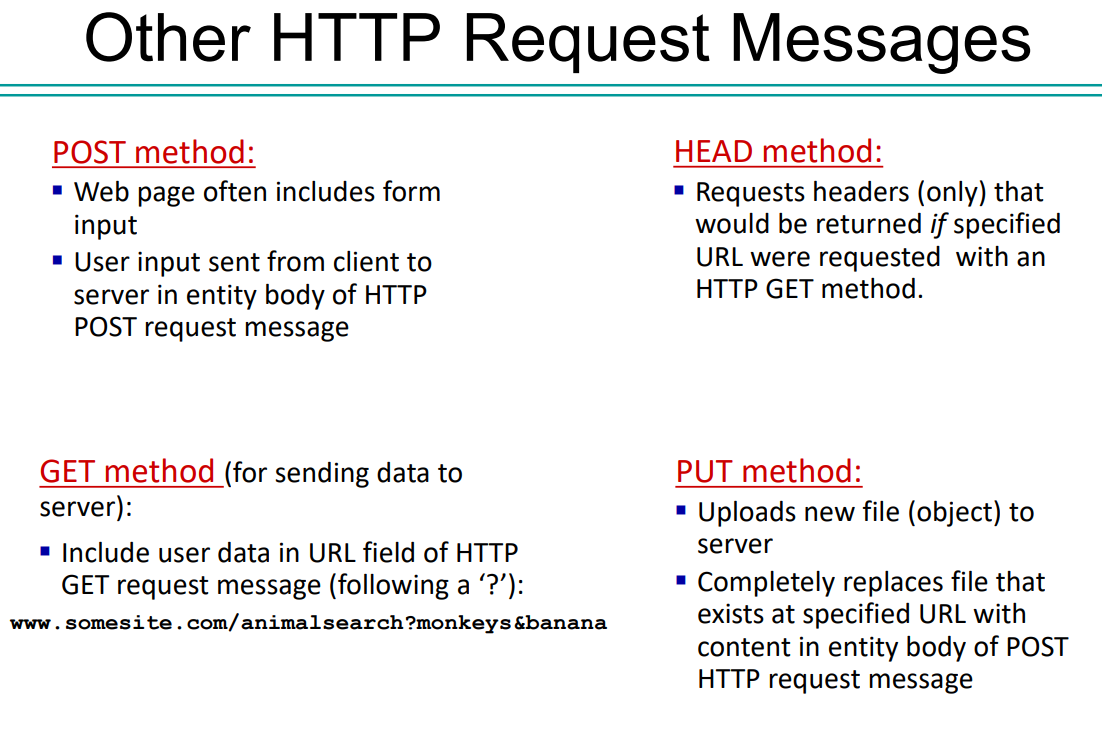 Other HTTP Request Messages
POST method:
▪ Web page often includes form
input
▪ User input sent from client to
server in entity body of HTTP
POST request message
HEAD method:
▪ Requests headers (only) that
would be returned if specified
URL were requested with an
HTTP GET method.
GET method (for sending data to
server):
▪ Include user data in URL field of HTTP
GET request message (following a ‘?’):
www.somesite.com/animalsearch?monkeys&banana
PUT method:
▪ Uploads new file (object) to
server
▪ Completely replaces file that
exists at specified URL with
content in entity body of POST
HTTP request message